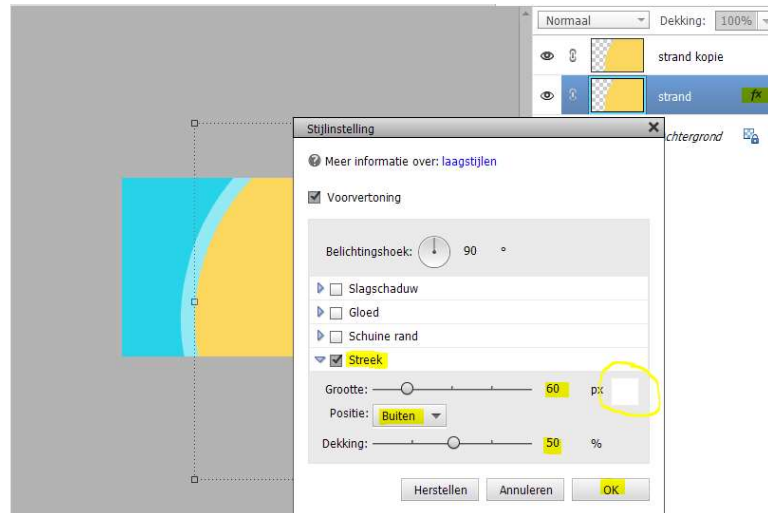 Normaal Dekking: 100%
strand kopie
strand fx
chtergrond
Stijlinstelling
Meer informatie over: laagstijlen
Voorvertoning
Belichtingshoek: 90 °
Slagschaduw
Gloed
Schuine rand
Streek
Grootte: 60 px
Positie: Buiten
Dekking: 50 %
Herstellen Annuleren OK